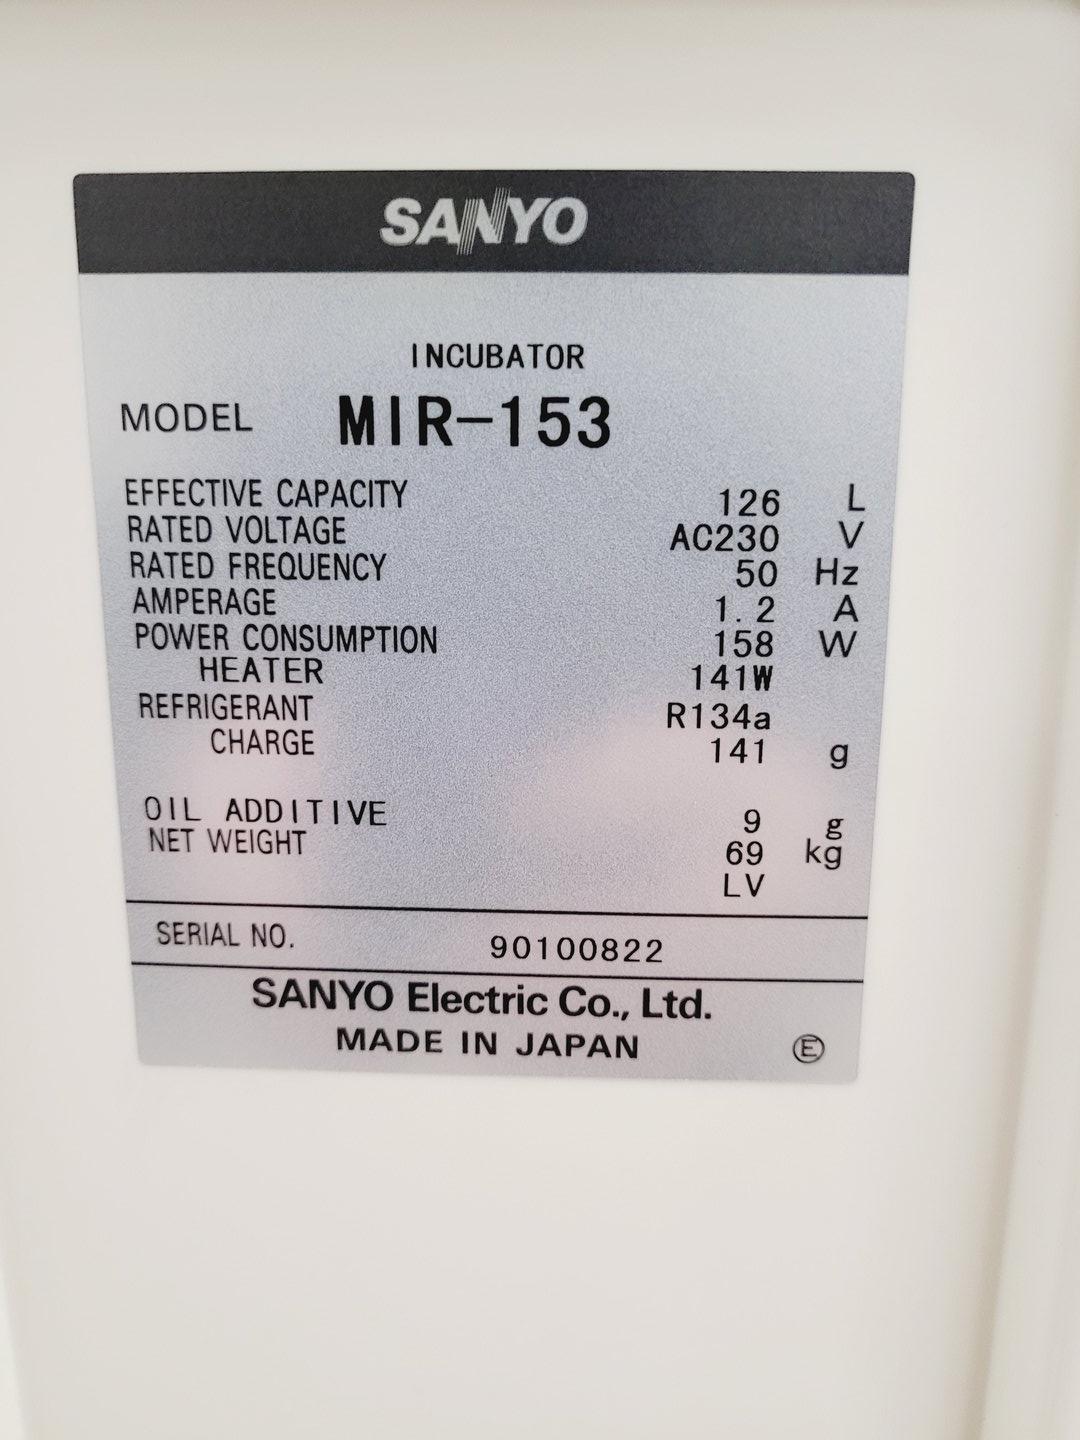 SANYO
INCUBATOR
MODEL MIR-153
EFFECTIVE CAPACITY 126 L
RATED VOLTAGE AC230 V
RATED FREQUENCY 50 Hz
AMPERAGE 1.2 A
POWER CONSUMPTION 158 W
HEATER 141W
REFRIGERANT R134a
CHARGE 141 g
OIL ADDITIVE 9 g
NET WEIGHT 69 kg
LV
SERIAL NO. 90100822
SANYO Electric Co., Ltd.
MADE IN JAPAN Ⓔ